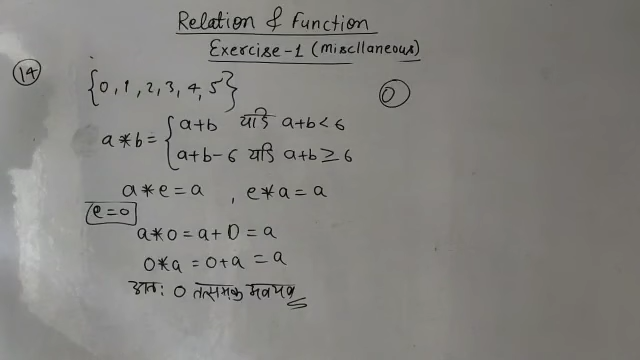 Relation & Function
Exercise-1 (miscllaneous)
(14) {0, 1, 2, 3, 4, 5} 0
a*b = { a+b यदि a+b < 6
a+b-6 यदि a+b ≥ 6
a*e = a , e*a = a
e=0
a*0 = a+0 = a
0*a = 0+a = a
अतः 0 तत्समक अवयव